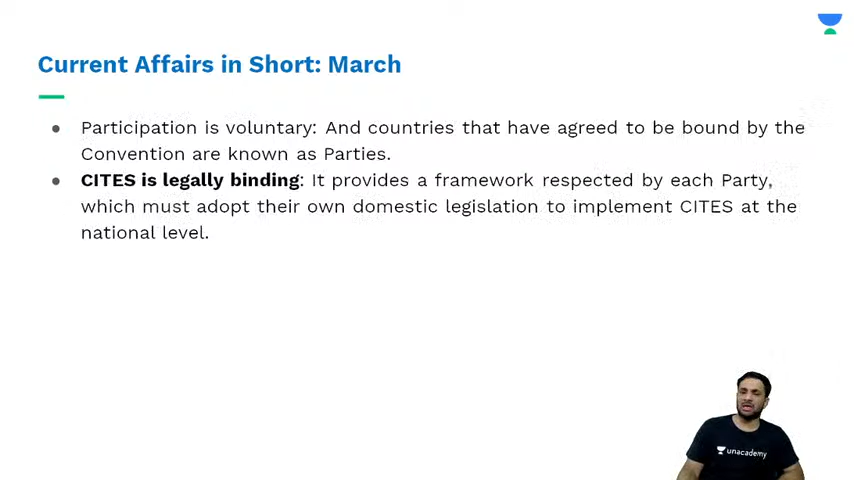 Current Affairs in Short: March
● Participation is voluntary: And countries that have agreed to be bound by the
Convention are known as Parties.
● CITES is legally binding: It provides a framework respected by each Party,
which must adopt their own domestic legislation to implement CITES at the
national level.
unacademy